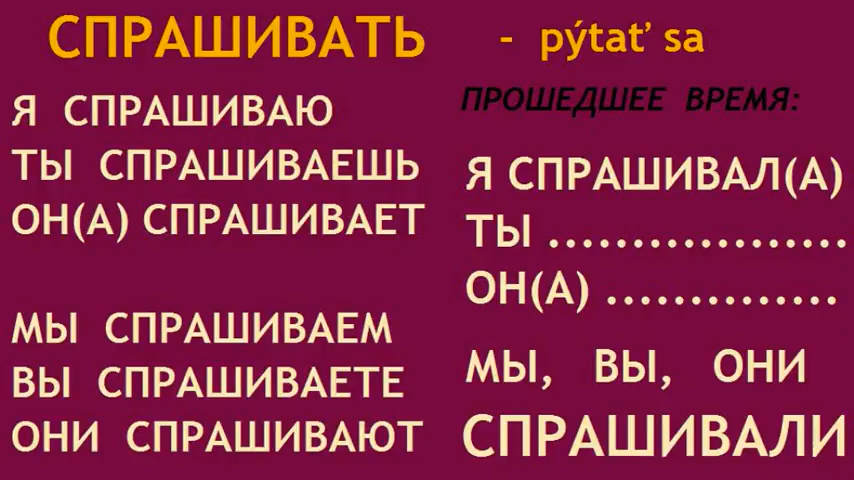 СПРАШИВАТЬ - pýtať sa
Я СПРАШИВАЮ
ТЫ СПРАШИВАЕШЬ
ОН(А) СПРАШИВАЕТ
МЫ СПРАШИВАЕМ
ВЫ СПРАШИВАЕТЕ
ОНИ СПРАШИВАЮТ
ПРОШЕДШЕЕ ВРЕМЯ:
Я СПРАШИВАЛ(А)
ТЫ ..................
ОН(А) ..............
МЫ, ВЫ, ОНИ
СПРАШИВАЛИ